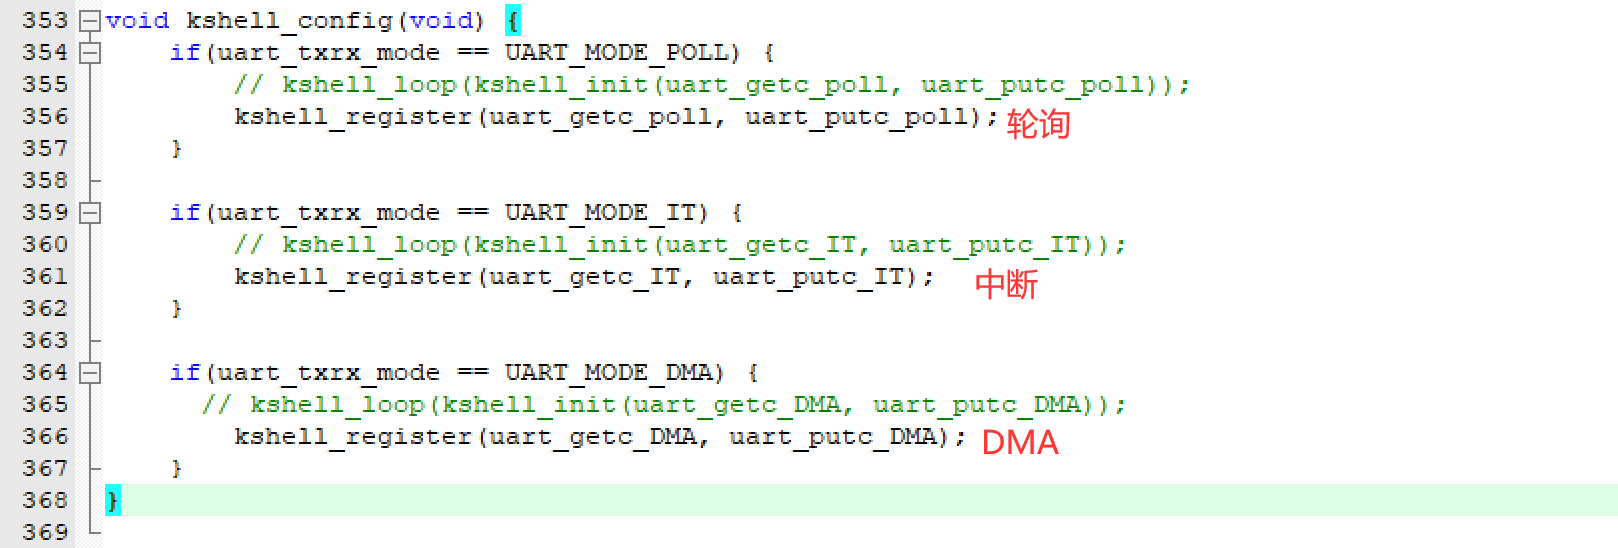 353 void kshell_config(void) {
354 if(uart_txrx_mode == UART_MODE_POLL) {
355 // kshell_loop(kshell_init(uart_getc_poll, uart_putc_poll));
356 kshell_register(uart_getc_poll, uart_putc_poll); 轮询
357 }
358
359 if(uart_txrx_mode == UART_MODE_IT) {
360 // kshell_loop(kshell_init(uart_getc_IT, uart_putc_IT));
361 kshell_register(uart_getc_IT, uart_putc_IT); 中断
362 }
363
364 if(uart_txrx_mode == UART_MODE_DMA) {
365 // kshell_loop(kshell_init(uart_getc_DMA, uart_putc_DMA));
366 kshell_register(uart_getc_DMA, uart_putc_DMA); DMA
367 }
368 }
369